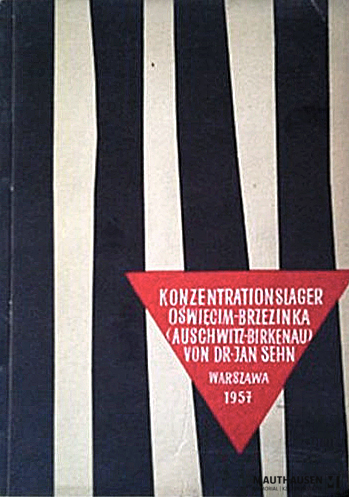 KONZENTRATIONSLAGER
OŚWIĘCIM-BRZEZINKA
(AUSCHWITZ-BIRKENAU)
VON DR·JAN SEHN
WARSZAWA
1957
MAUTHAUSEN